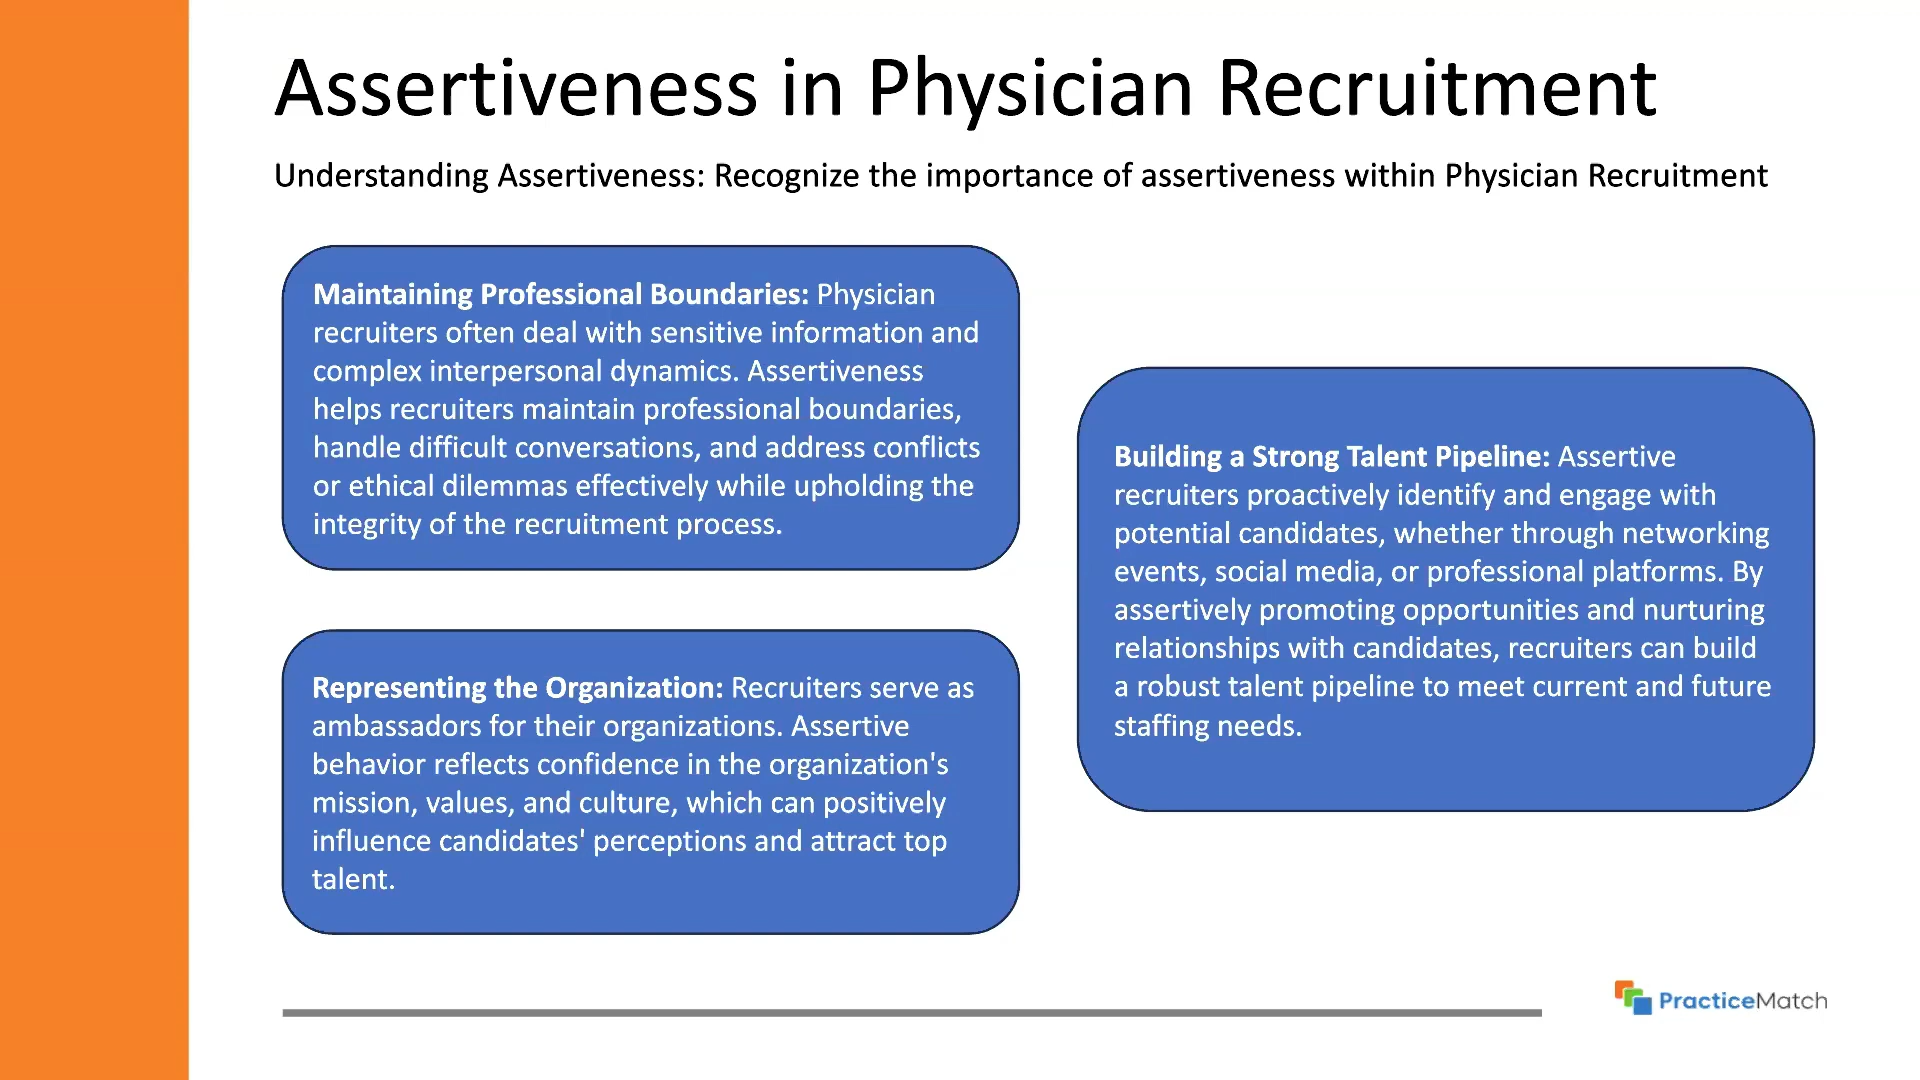 Assertiveness in Physician Recruitment
Understanding Assertiveness: Recognize the importance of assertiveness within Physician Recruitment
Maintaining Professional Boundaries: Physician
recruiters often deal with sensitive information and
complex interpersonal dynamics. Assertiveness
helps recruiters maintain professional boundaries,
handle difficult conversations, and address conflicts
or ethical dilemmas effectively while upholding the
integrity of the recruitment process.
Representing the Organization: Recruiters serve as
ambassadors for their organizations. Assertive
behavior reflects confidence in the organization's
mission, values, and culture, which can positively
influence candidates' perceptions and attract top
talent.
Building a Strong Talent Pipeline: Assertive
recruiters proactively identify and engage with
potential candidates, whether through networking
events, social media, or professional platforms. By
assertively promoting opportunities and nurturing
relationships with candidates, recruiters can build
a robust talent pipeline to meet current and future
staffing needs.
PracticeMatch